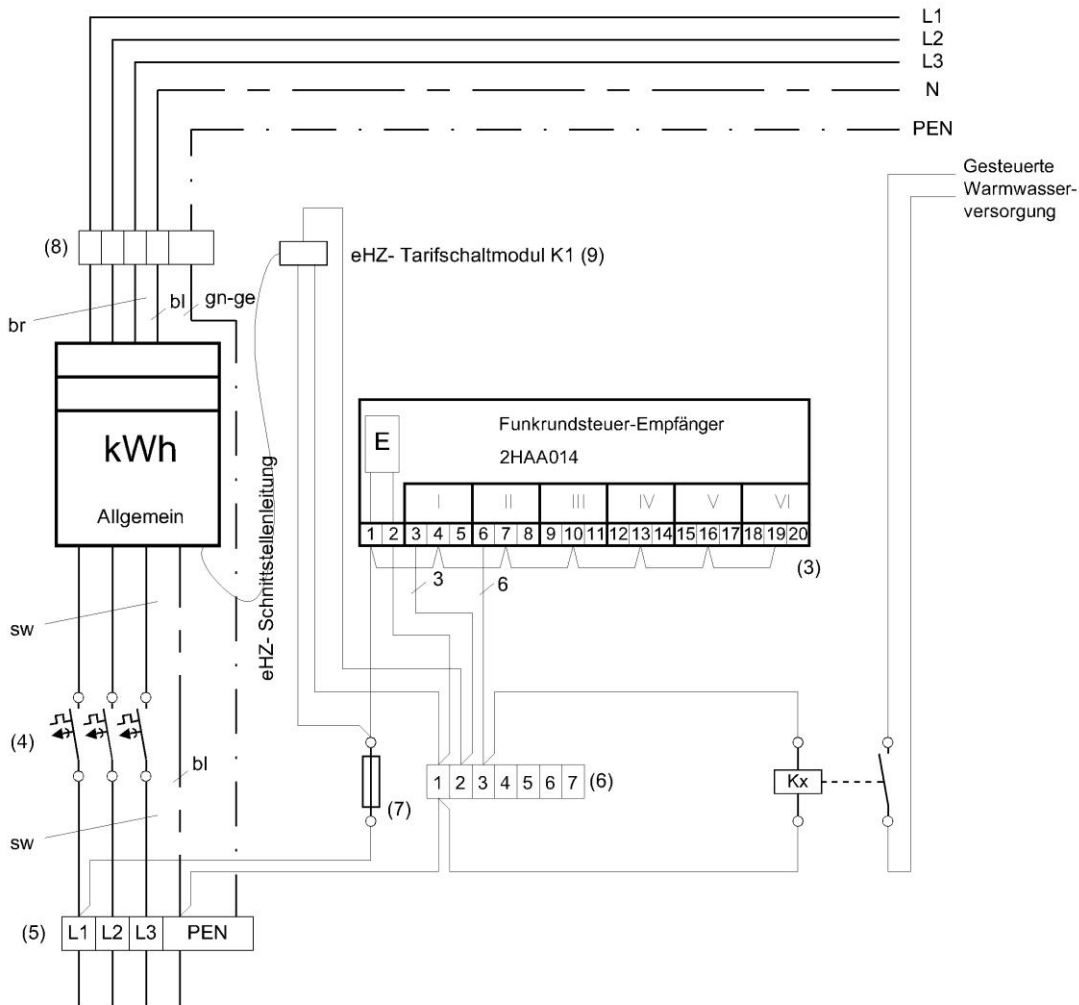 L1
L2
L3
N
PEN
Gesteuerte
Warmwasser-
versorgung
(8)
eHZ- Tarifschaltmodul K1 (9)
br
bl
gn-ge
kWh
Allgemein
eHZ- Schnittstellenleitung
E
Funkrundsteuer-Empfänger
2HAA014
I II III IV V VI
1 2 3 4 5 6 7 8 9 10 11 12 13 14 15 16 17 18 19 20
(3)
3
6
sw
(4)
bl
(7)
1 2 3 4 5 6 7
(6)
Kx
sw
(5)
L1 L2 L3 PEN